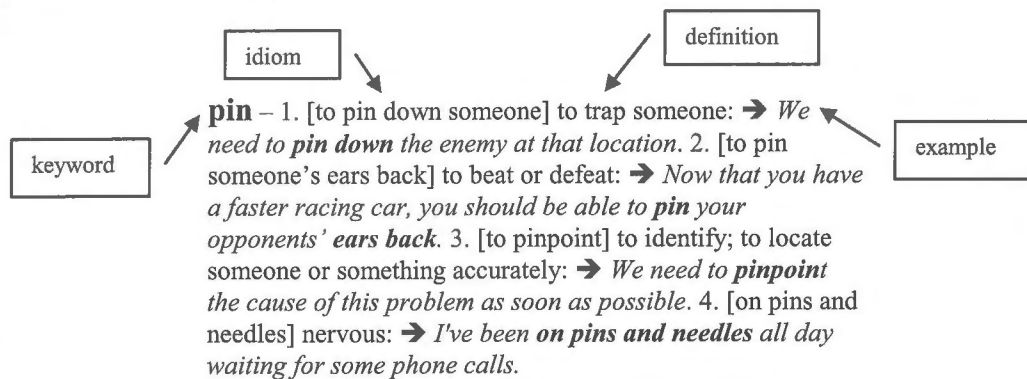 definition
idiom
pin – 1. [to pin down someone] to trap someone: ➔ We
need to pin down the enemy at that location. 2. [to pin
keyword
example
someone's ears back] to beat or defeat: ➔ Now that you have
a faster racing car, you should be able to pin your
opponents' ears back. 3. [to pinpoint] to identify; to locate
someone or something accurately: ➔ We need to pinpoint
the cause of this problem as soon as possible. 4. [on pins and
needles] nervous: ➔ I've been on pins and needles all day
waiting for some phone calls.